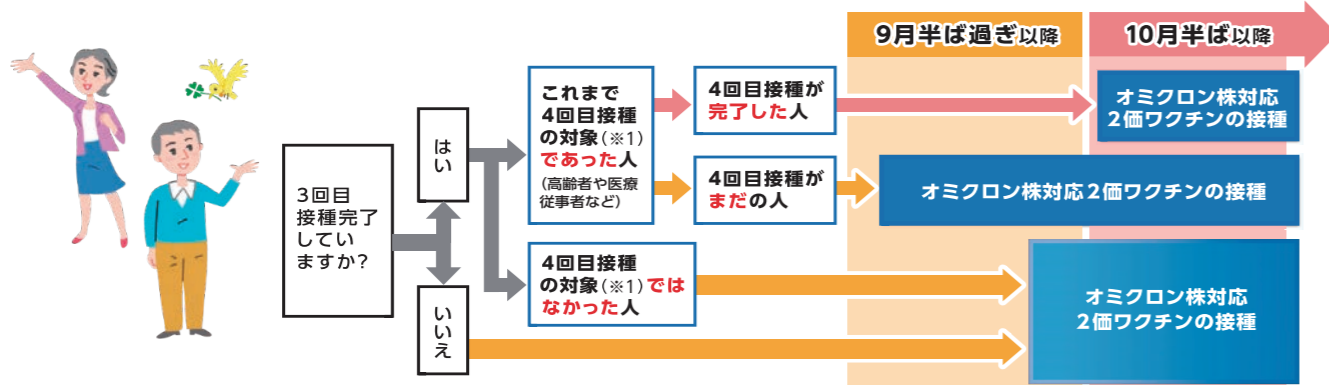 9月半ば過ぎ以降
10月半ば以降
3回目
接種完了
してい
ますか?
はい
いいえ
これまで
4回目接種
の対象(※1)
であった人
(高齢者や医療
従事者など)
4回目接種が
完了した人
4回目接種が
まだの人
4回目接種
の対象(※1)では
なかった人
オミクロン株対応
2価ワクチンの接種
オミクロン株対応2価ワクチンの接種
オミクロン株対応
2価ワクチンの接種